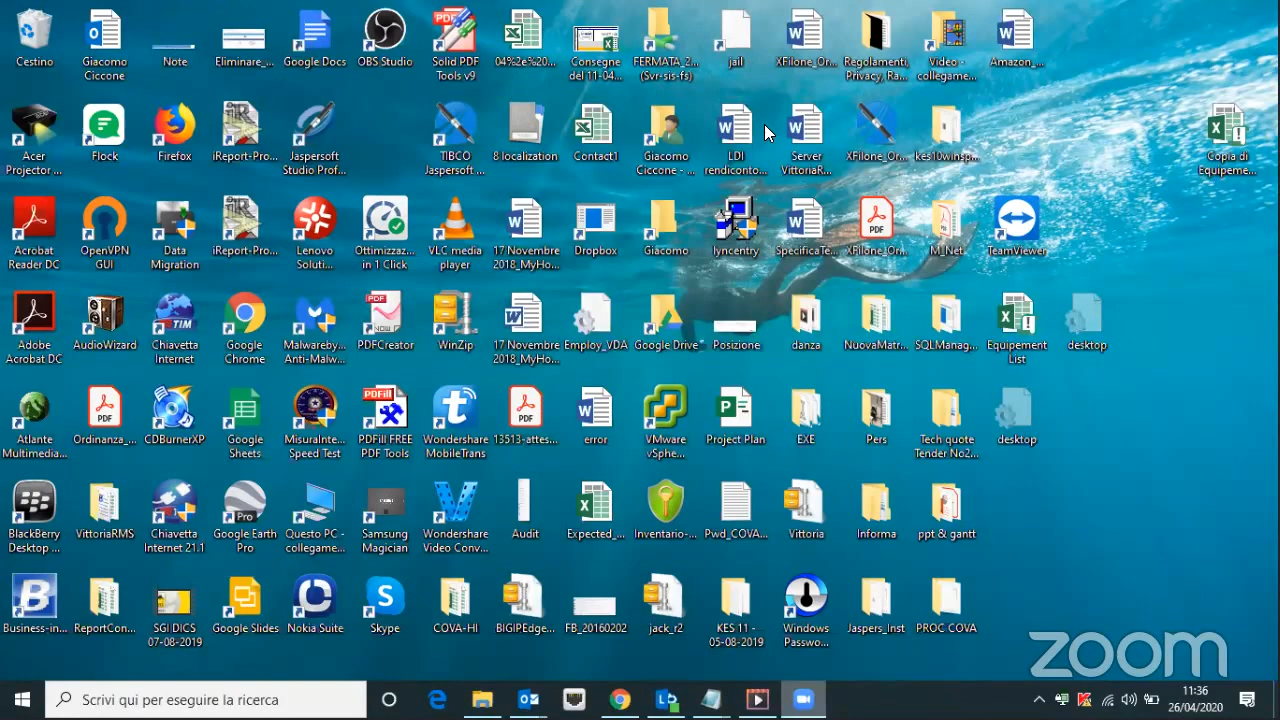 Cestino
Giacomo
Ciccone
Note
Eliminare_...
Google Docs
OBS Studio
Solid PDF
Tools v9
04%2e%20...
Consegne
del 11-04...
FERMATA_2...
(Svr-sis-fs)
jail
XFilone_Or...
Regolamenti,
Privacy, Ra...
Video -
collegame...
Amazon_...
Acer
Projector ...
Flock
Firefox
iReport-Pro...
Jaspersoft
Studio Prof...
TIBCO
Jaspersoft ...
8 localization
Contact1
Giacomo
Ciccone - ...
LDI
rendiconto...
Server
VittoriaR...
XFilone_Or...
kes10winsp...
Copia di
Equipeme...
Acrobat
Reader DC
OpenVPN
GUI
Data
Migration
iReport-Pro...
Lenovo
Soluti...
Ottimizzaz...
in 1 Click
VLC media
player
17 Novembre
2018_MyHo...
Dropbox
Giacomo
lyncentry
SpecificaTe...
XFilone_Or...
M_Net
TeamViewer
Adobe
Acrobat DC
AudioWizard
Chiavetta
Internet
Google
Chrome
Malwareby...
Anti-Malw...
PDFCreator
WinZip
17 Novembre
2018_MyHo...
Employ_VDA
Google Drive
Posizione
danza
NuovaMatr...
SQLManag...
Equipement
List
desktop
Atlante
Multimedia...
Ordinanza_...
CDBurnerXP
Google
Sheets
MisuraInte...
Speed Test
PDFill FREE
PDF Tools
Wondershare
MobileTrans
13513-attes...
error
VMware
vSphe...
Project Plan
EXE
Pers
Tech quote
Tender No2...
desktop
BlackBerry
Desktop ...
VittoriaRMS
Chiavetta
Internet 21.1
Google Earth
Pro
Questo PC -
collegame...
Samsung
Magician
Wondershare
Video Conv...
Audit
Expected_...
Inventario-...
Pwd_COVA...
Vittoria
Informa
ppt & gantt
Business-in...
ReportCon...
SGI|DICS
07-08-2019
Google Slides
Nokia Suite
Skype
COVA-HI
BIGIPEdge...
FB_20160202
jack_r2
KES 11 -
05-08-2019
Windows
Passwo...
Jaspers_Inst
PROC COVA
zoom
Scrivi qui per eseguire la ricerca
11:36
26/04/2020